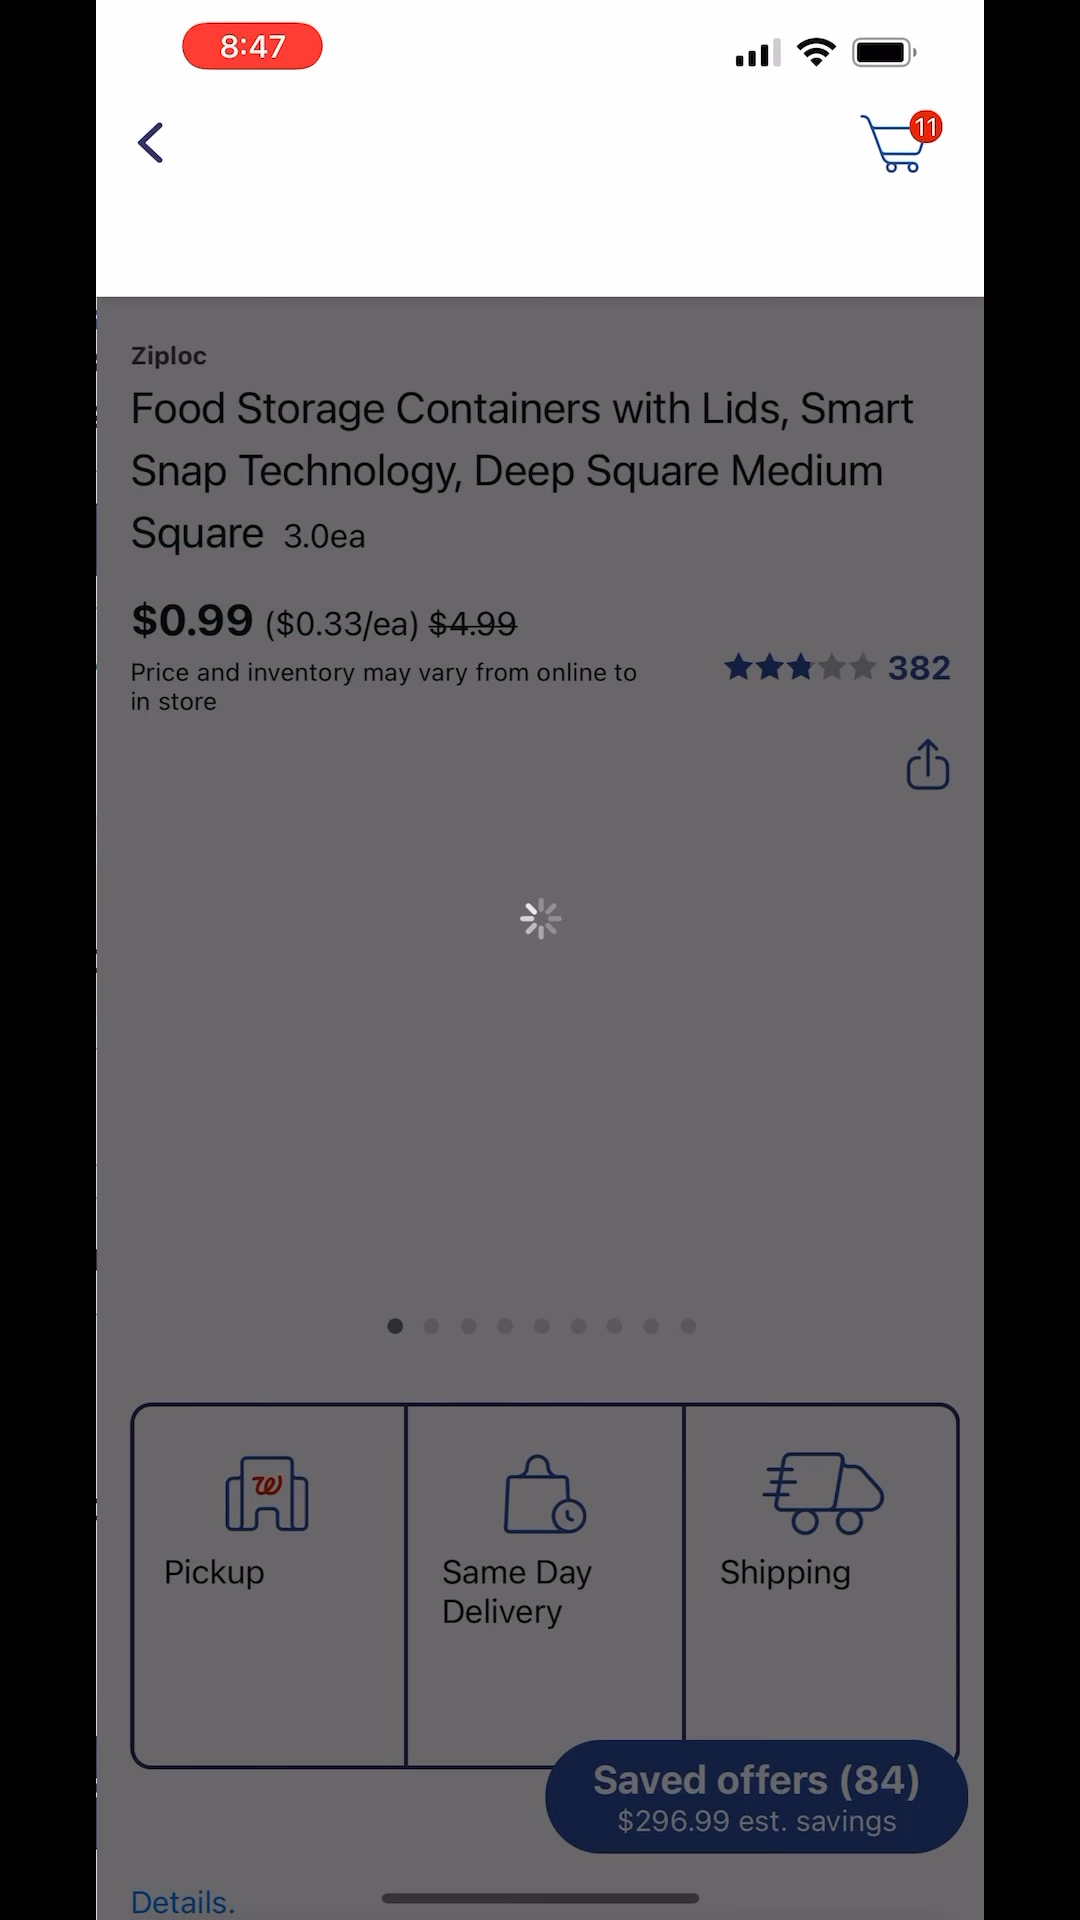 8:47
11
Ziploc
Food Storage Containers with Lids, Smart
Snap Technology, Deep Square Medium
Square 3.0ea
$0.99 ($0.33/ea) $4.99
Price and inventory may vary from online to
in store
382
W
Pickup
Same Day
Delivery
Shipping
Saved offers (84)
$296.99 est. savings
Details.